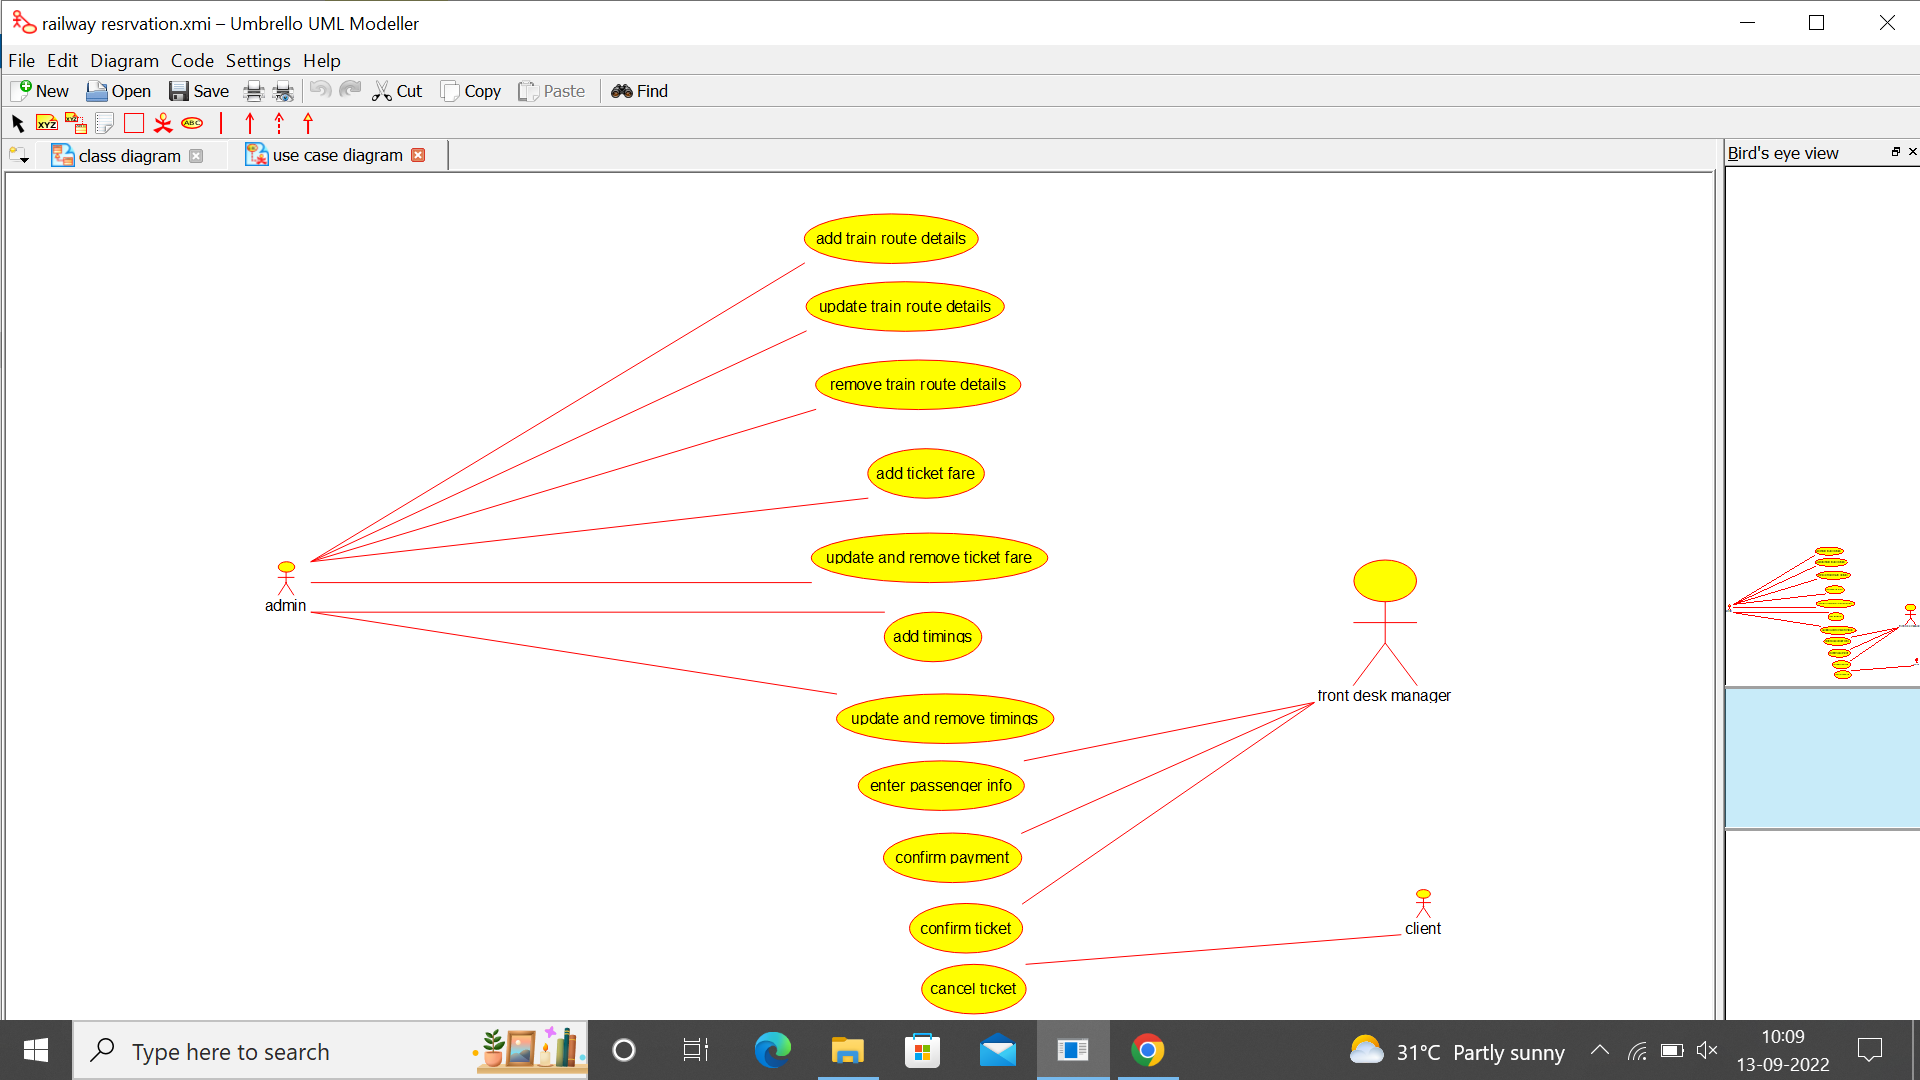 railway resrvation.xmi – Umbrello UML Modeller
File Edit Diagram Code Settings Help
New Open Save Cut Copy Paste Find
XYZ XYZ ABC
class diagram use case diagram
Bird's eye view
add train route details
update train route details
remove train route details
add ticket fare
update and remove ticket fare
admin
add timings
front desk manager
update and remove timings
enter passenger info
confirm payment
confirm ticket
client
cancel ticket
Type here to search
31°C Partly sunny
10:09
13-09-2022